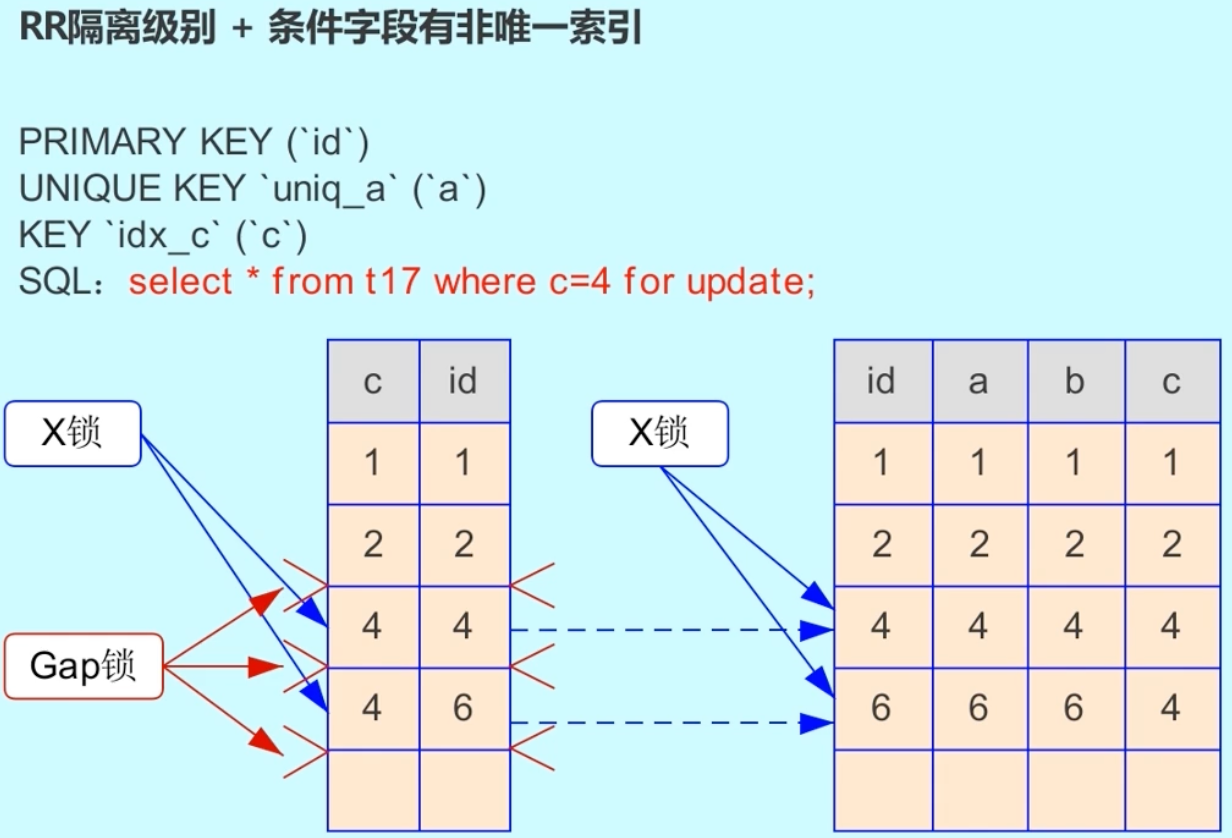 RR隔离级别 + 条件字段有非唯一索引
PRIMARY KEY (`id`)
UNIQUE KEY `uniq_a` (`a`)
KEY `idx_c` (`c`)
SQL：select * from t17 where c=4 for update;
c id
id a b c
X锁
X锁
1 1
1 1 1 1
2 2
2 2 2 2
4 4
4 4 4 4
Gap锁
4 6
6 6 6 4